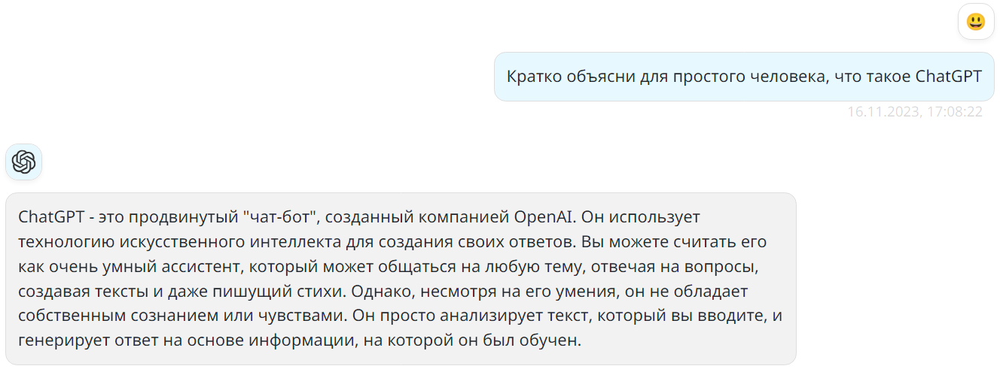 Кратко объясни для простого человека, что такое ChatGPT
16.11.2023, 17:08:22
ChatGPT - это продвинутый "чат-бот", созданный компанией OpenAI. Он использует
технологию искусственного интеллекта для создания своих ответов. Вы можете считать его
как очень умный ассистент, который может общаться на любую тему, отвечая на вопросы,
создавая тексты и даже пишущий стихи. Однако, несмотря на его умения, он не обладает
собственным сознанием или чувствами. Он просто анализирует текст, который вы вводите, и
генерирует ответ на основе информации, на которой он был обучен.